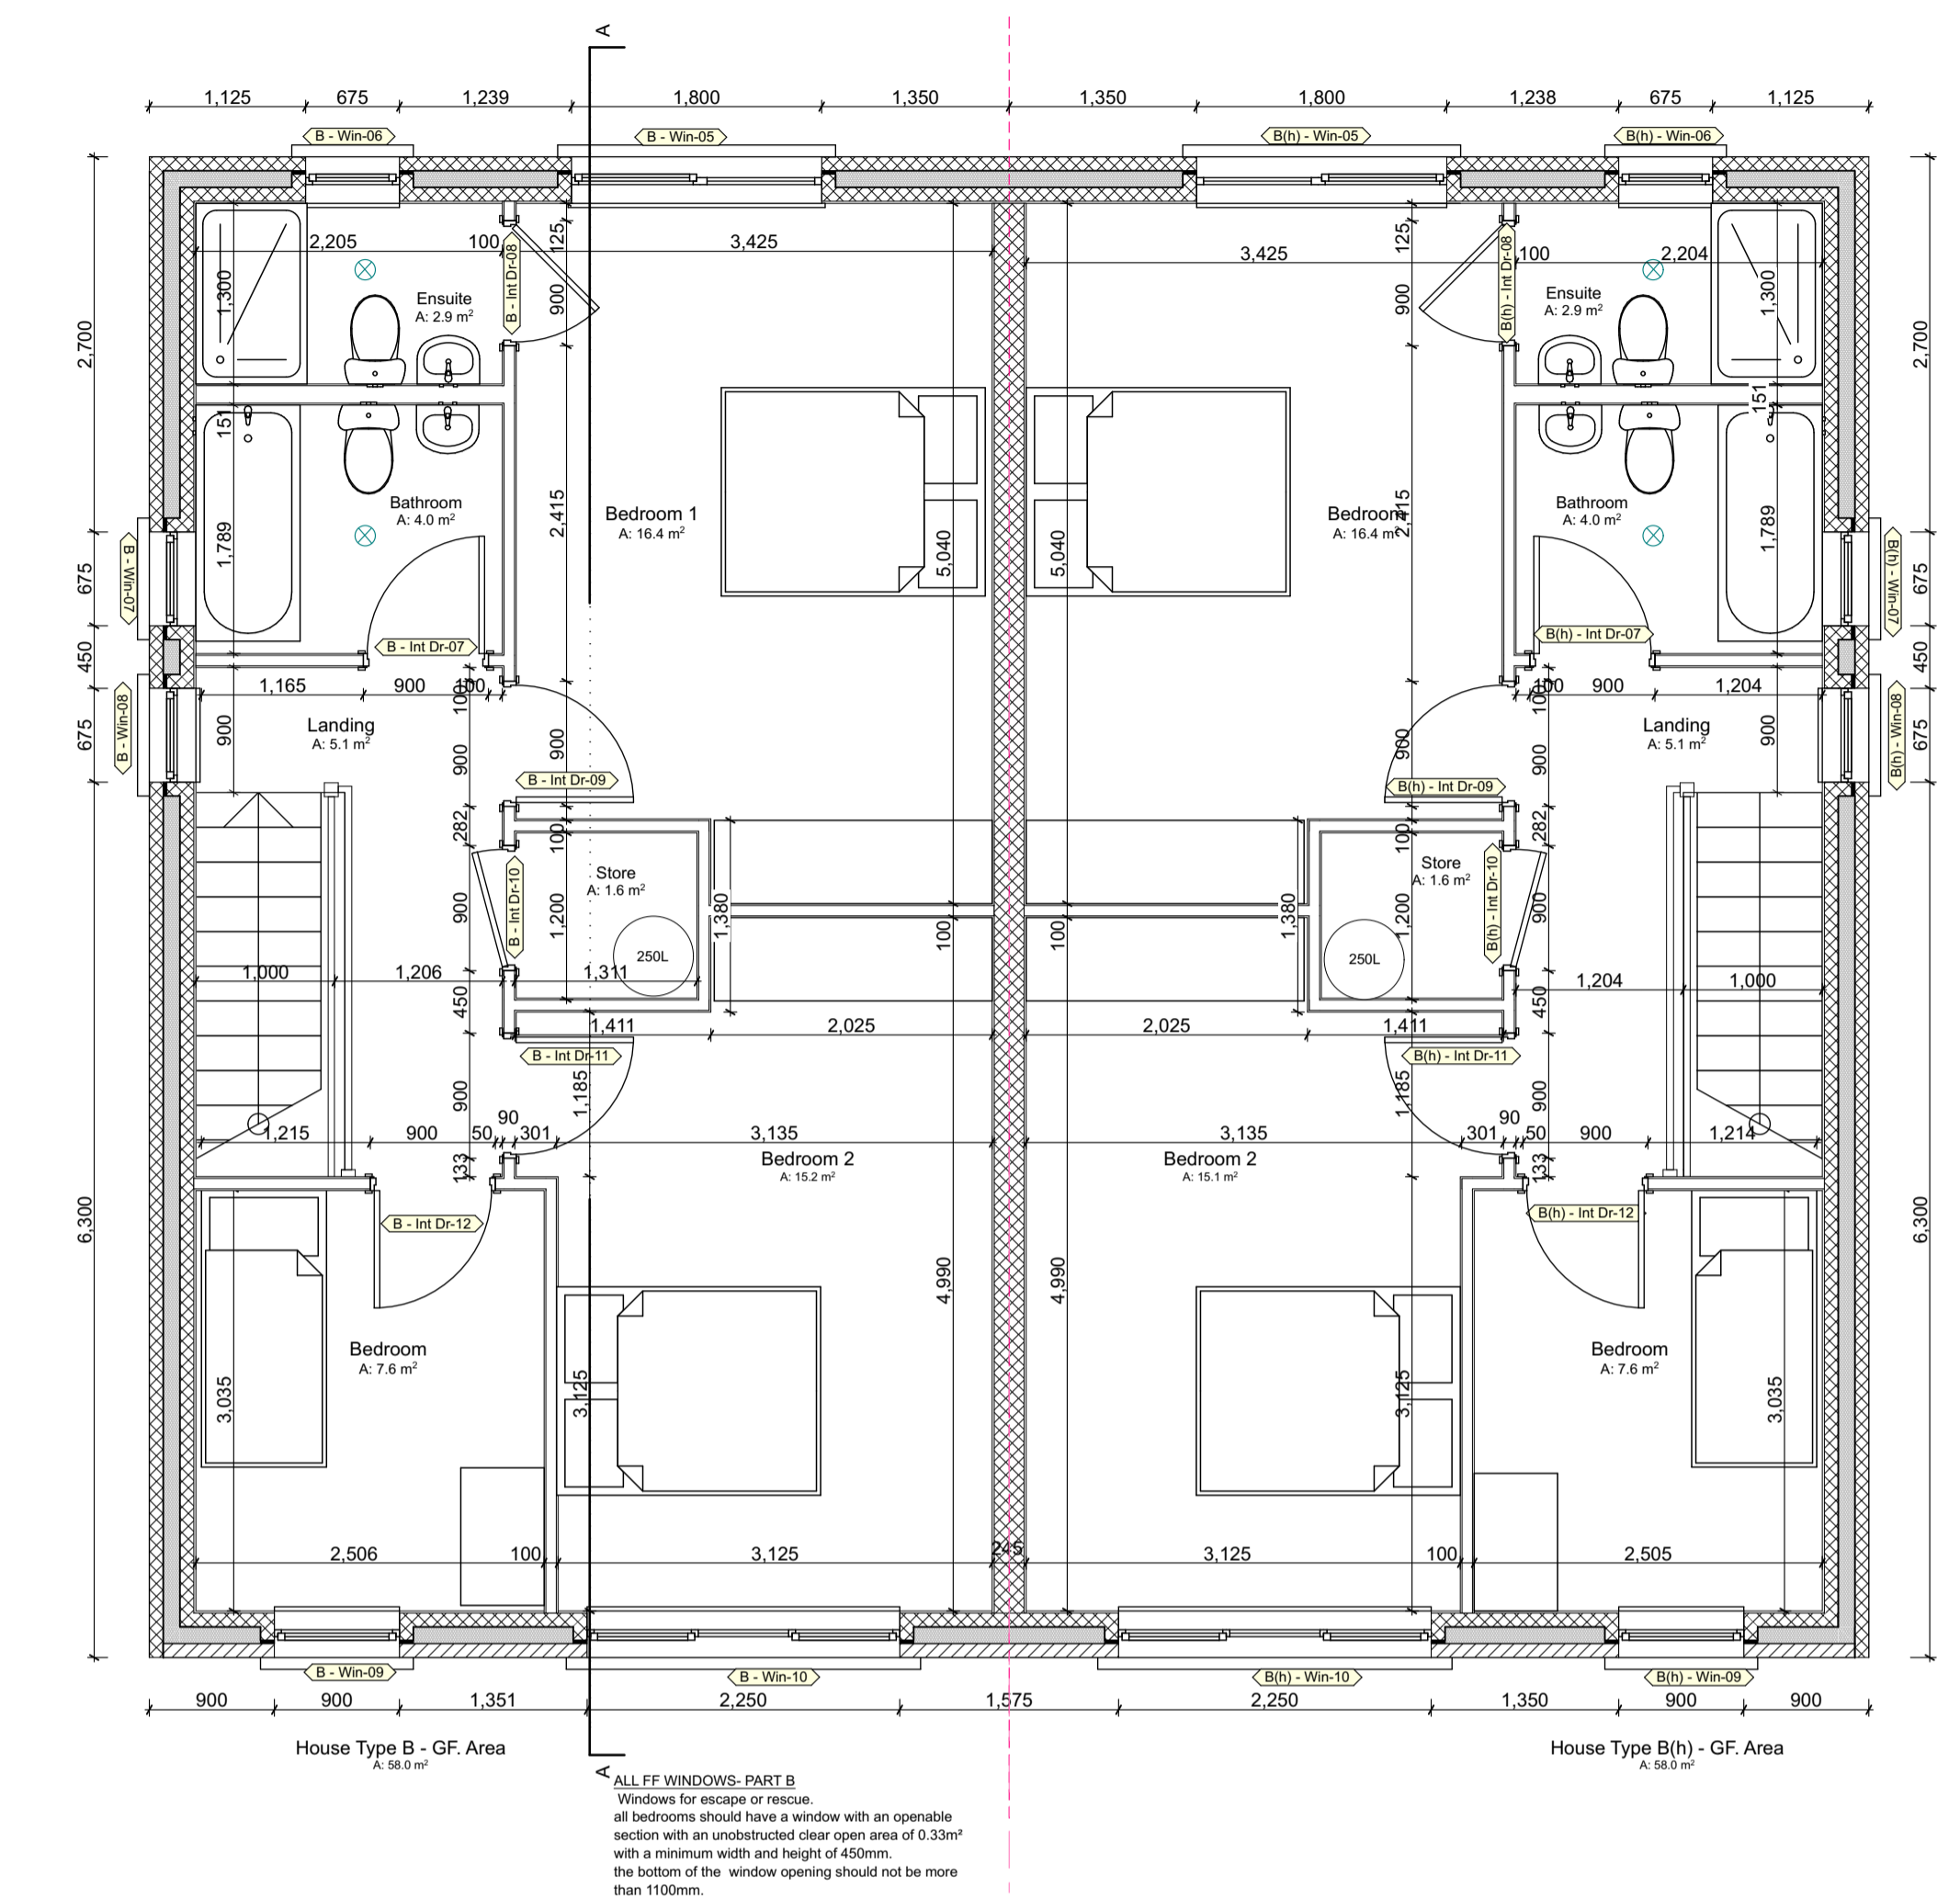 A
1,125 675 1,239 1,800 1,350 1,350 1,800 1,238 675 1,125
B - Win-06 B - Win-05 B(h) - Win-05 B(h) - Win-06
2,205 100 125 3,425 3,425 125 100 2,204
B - Int Dr-08 B(h) - Int Dr-08
1,300 900 900 1,300
Ensuite Ensuite
A: 2.9 m² A: 2.9 m²
2,700 2,700
151 151
Bathroom Bathroom
A: 4.0 m² A: 4.0 m²
2,415 2,415
Bedroom 1 Bedroom
A: 16.4 m² A: 16.4 m²
1,789 5,040 5,040 1,789
B - Win-07 B(h) - Win-07
675 675
B - Int Dr-07 B(h) - Int Dr-07
450 450
1,165 900 100 100 100 100 900 1,204
B - Win-08 B(h) - Win-08
Landing Landing
A: 5.1 m² A: 5.1 m²
675 900 900 900 900 900 900 675
B - Int Dr-09 B(h) - Int Dr-09
282 100 100 282
Store Store
A: 1.6 m² A: 1.6 m²
B - Int Dr-10 B(h) - Int Dr-10
900 1,200 1,380 100 100 1,380 1,200 900
250L 250L
1,000 1,206 1,311 1,204 1,000
450 450
1,411 2,025 2,025 1,411
B - Int Dr-11 B(h) - Int Dr-11
900 1,185 1,185 900
90 90
1,215 900 50 301 3,135 3,135 301 50 900 1,214
133 133
Bedroom 2 Bedroom 2
A: 15.2 m² A: 15.1 m²
6,300 6,300
B - Int Dr-12 B(h) - Int Dr-12
4,990 4,990
Bedroom Bedroom
A: 7.6 m² A: 7.6 m²
3,035 3,125 3,125 3,035
2,506 100 3,125 245 3,125 100 2,505
B - Win-09 B - Win-10 B(h) - Win-10 B(h) - Win-09
900 900 1,351 2,250 1,575 2,250 1,350 900 900
House Type B - GF. Area House Type B(h) - GF. Area
A: 58.0 m² A: 58.0 m²
A
ALL FF WINDOWS- PART B
Windows for escape or rescue.
all bedrooms should have a window with an openable
section with an unobstructed clear open area of 0.33m²
with a minimum width and height of 450mm.
the bottom of the window opening should not be more
than 1100mm.